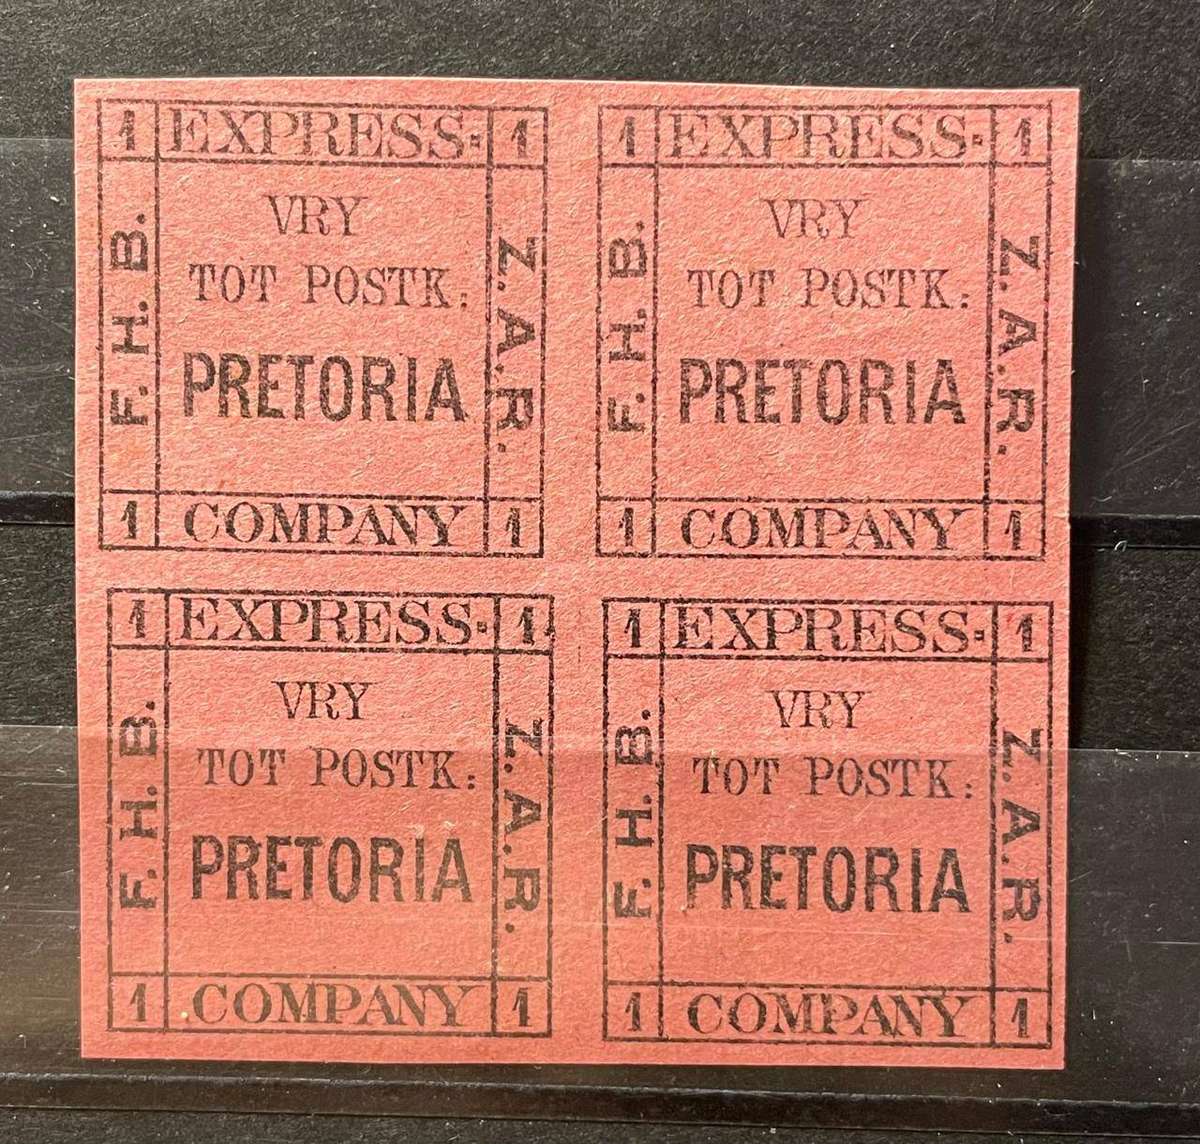 1 EXPRESS- 1
F. H. B.
VRY
TOT POSTK:
PRETORIA
Z. A. R.
1 COMPANY 1
1 EXPRESS- 1
F. H. B.
VRY
TOT POSTK:
PRETORIA
Z. A. R.
1 COMPANY 1
1 EXPRESS- 1
F. H. B.
VRY
TOT POSTK:
PRETORIA
Z. A. R.
1 COMPANY 1
1 EXPRESS- 1
F. H. B.
VRY
TOT POSTK:
PRETORIA
Z. A. R.
1 COMPANY 1